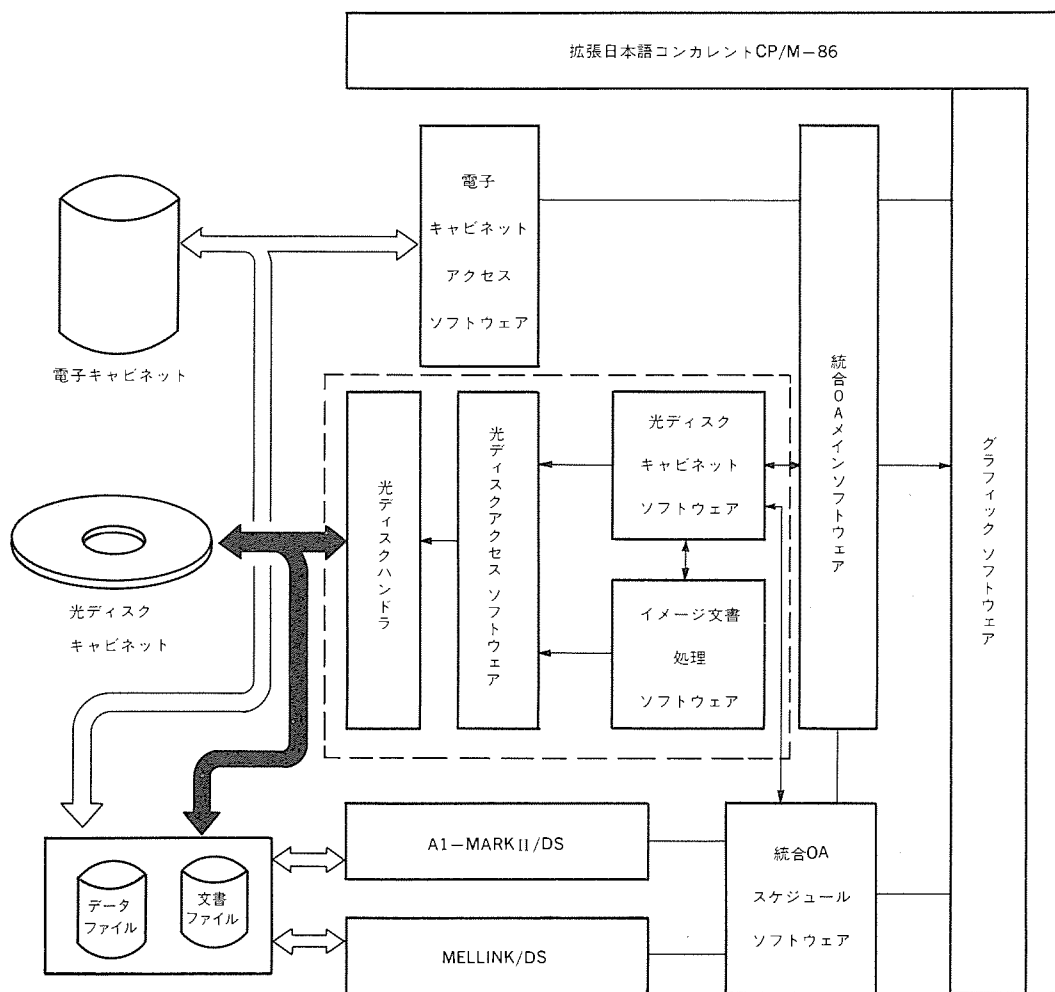 拡張日本語コンカレントCP/M－86
電子
キャビネット
アクセス
ソフトウェア
電子キャビネット
統合OAメインソフトウェア
グラフィック ソフトウェア
光ディスクハンドラ
光ディスクアクセス ソフトウェア
光ディスク
キャビネット
ソフトウェア
光ディスク
キャビネット
イメージ文書
処理
ソフトウェア
A1－MARKⅡ/DS
統合OA
スケジュール
ソフトウェア
データ
ファイル
文書
ファイル
MELLINK/DS